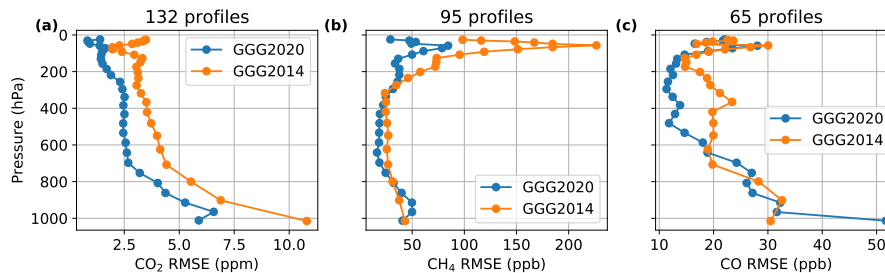 132 profiles
95 profiles
65 profiles
(a)
(b)
(c)
GGG2020
GGG2014
GGG2020
GGG2014
GGG2020
GGG2014
Pressure (hPa)
0
200
400
600
800
1000
2.5
5.0
7.5
10.0
50
100
150
200
10
20
30
40
50
CO₂ RMSE (ppm)
CH₄ RMSE (ppb)
CO RMSE (ppb)